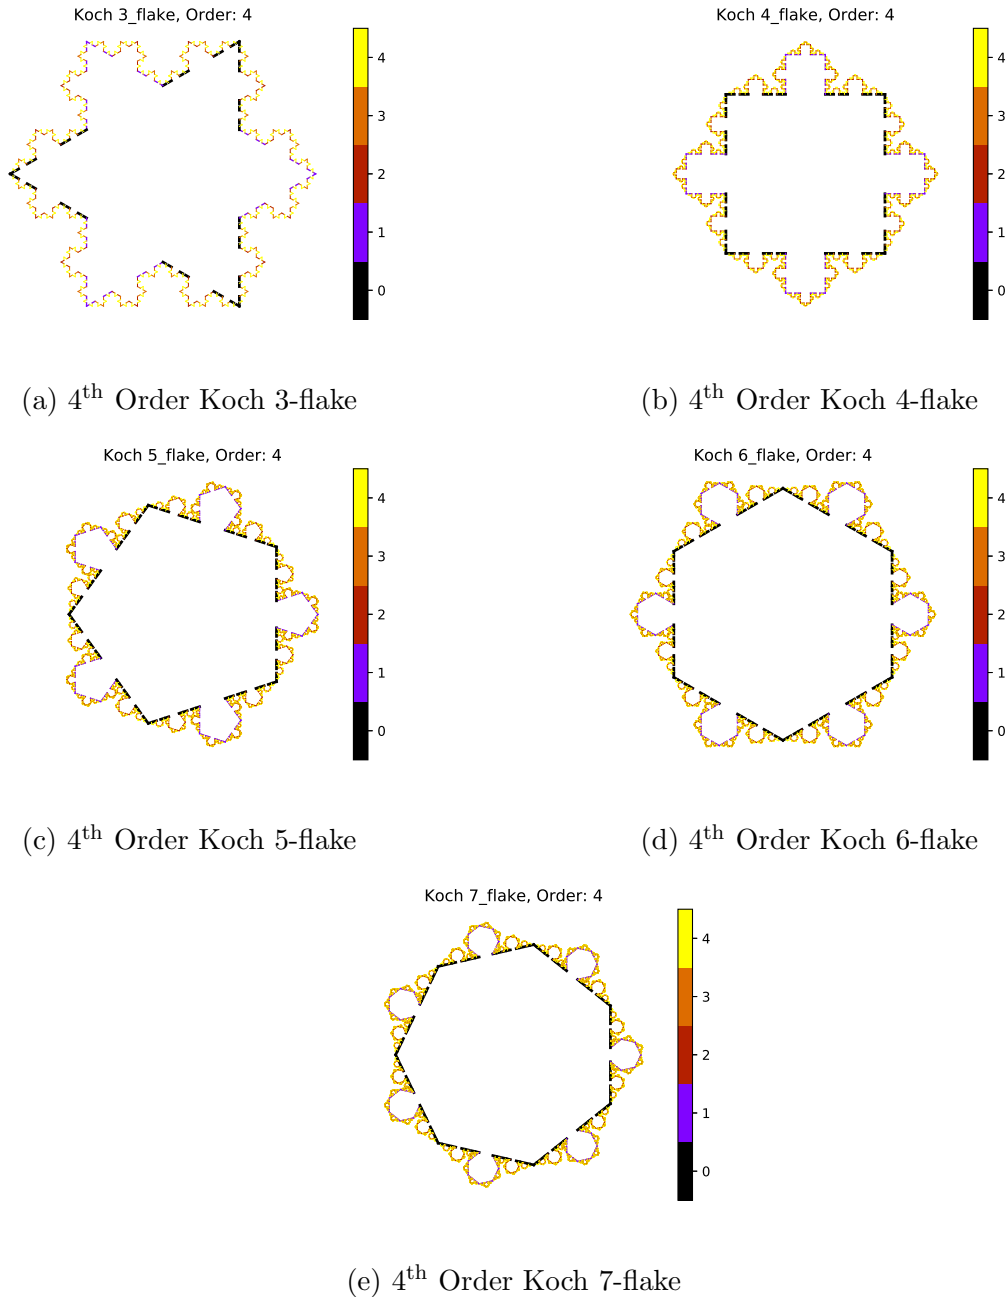 Koch 3_flake, Order: 4
4
3
2
1
0
(a) 4th Order Koch 3-flake
Koch 4_flake, Order: 4
4
3
2
1
0
(b) 4th Order Koch 4-flake
Koch 5_flake, Order: 4
4
3
2
1
0
(c) 4th Order Koch 5-flake
Koch 6_flake, Order: 4
4
3
2
1
0
(d) 4th Order Koch 6-flake
Koch 7_flake, Order: 4
4
3
2
1
0
(e) 4th Order Koch 7-flake